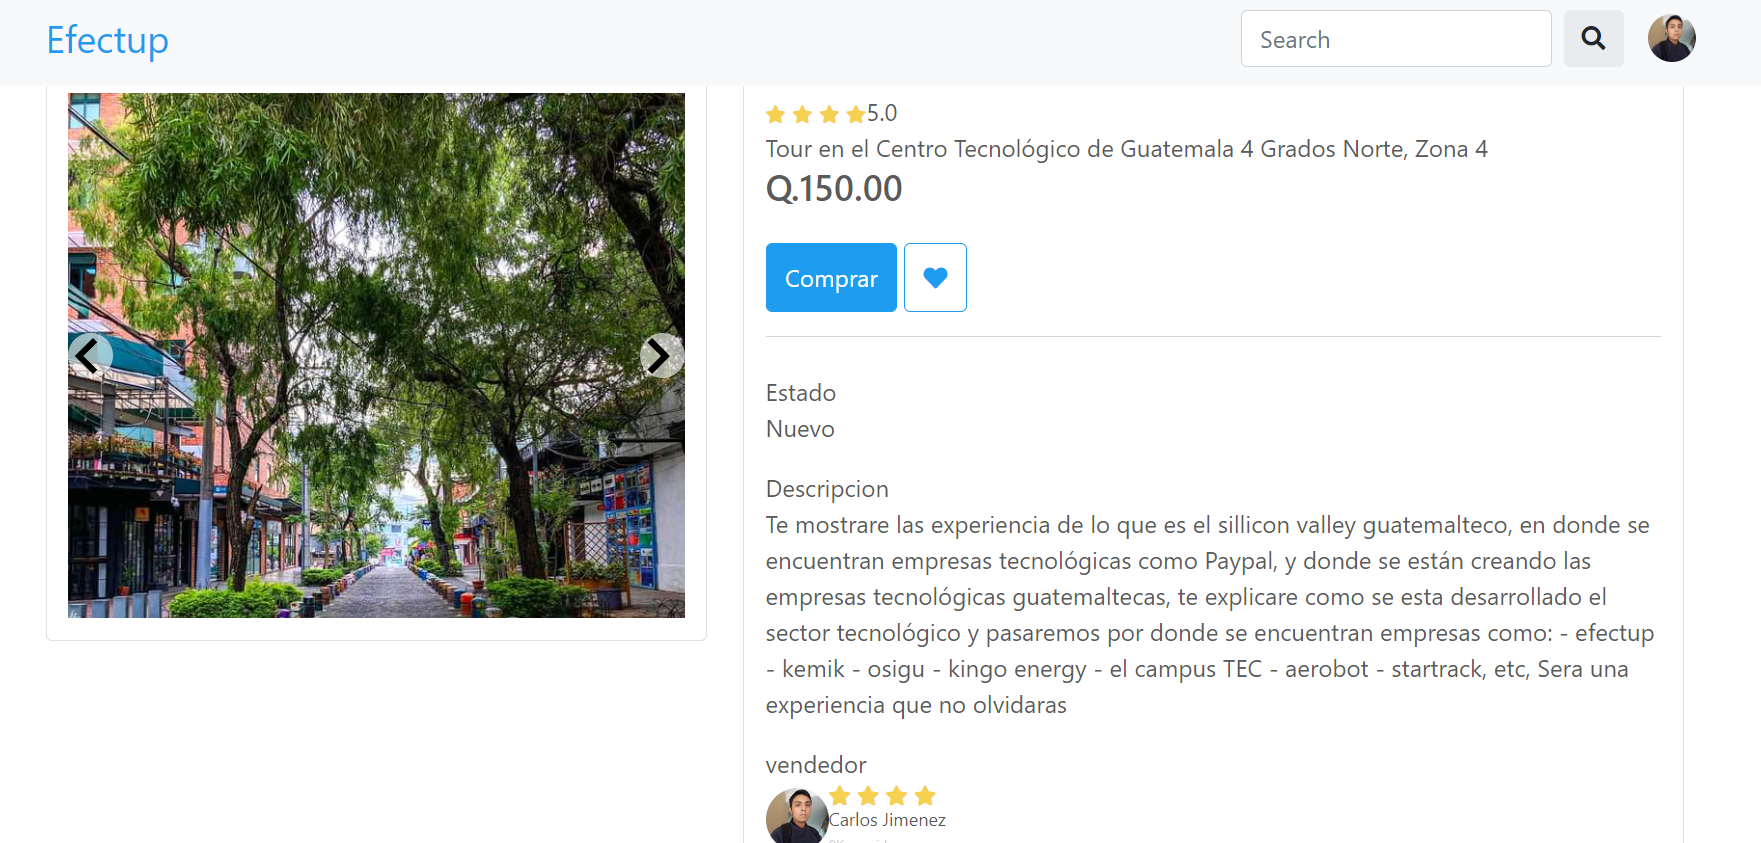 Efectup
Search
5.0
Tour en el Centro Tecnológico de Guatemala 4 Grados Norte, Zona 4
Q.150.00
Comprar
Estado
Nuevo
Descripcion
Te mostrare las experiencia de lo que es el sillicon valley guatemalteco, en donde se
encuentran empresas tecnológicas como Paypal, y donde se están creando las
empresas tecnológicas guatemaltecas, te explicare como se esta desarrollado el
sector tecnológico y pasaremos por donde se encuentran empresas como: - efectup
- kemik - osigu - kingo energy - el campus TEC - aerobot - startrack, etc, Sera una
experiencia que no olvidaras
vendedor
Carlos Jimenez